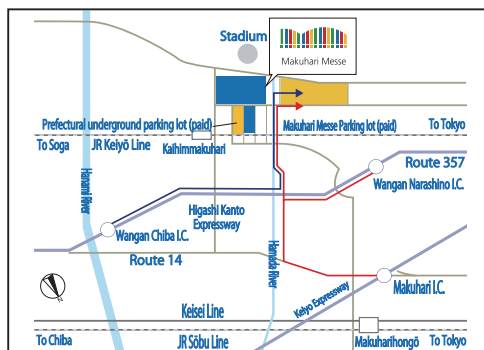 Stadium
Makuhari Messe
Prefectural underground parking lot (paid)
Makuhari Messe Parking lot (paid)
To Tokyo
To Soga
JR Keiyō Line
Kaihimmakuhari
Route 357
Hanami River
Wangan Narashino I.C.
Higashi Kanto
Expressway
Wangan Chiba I.C.
Route 14
Hamada River
Makuhari I.C.
N
Keiyo Expressway
Keisei Line
To Chiba
JR Sōbu Line
Makuharihongō
To Tokyo